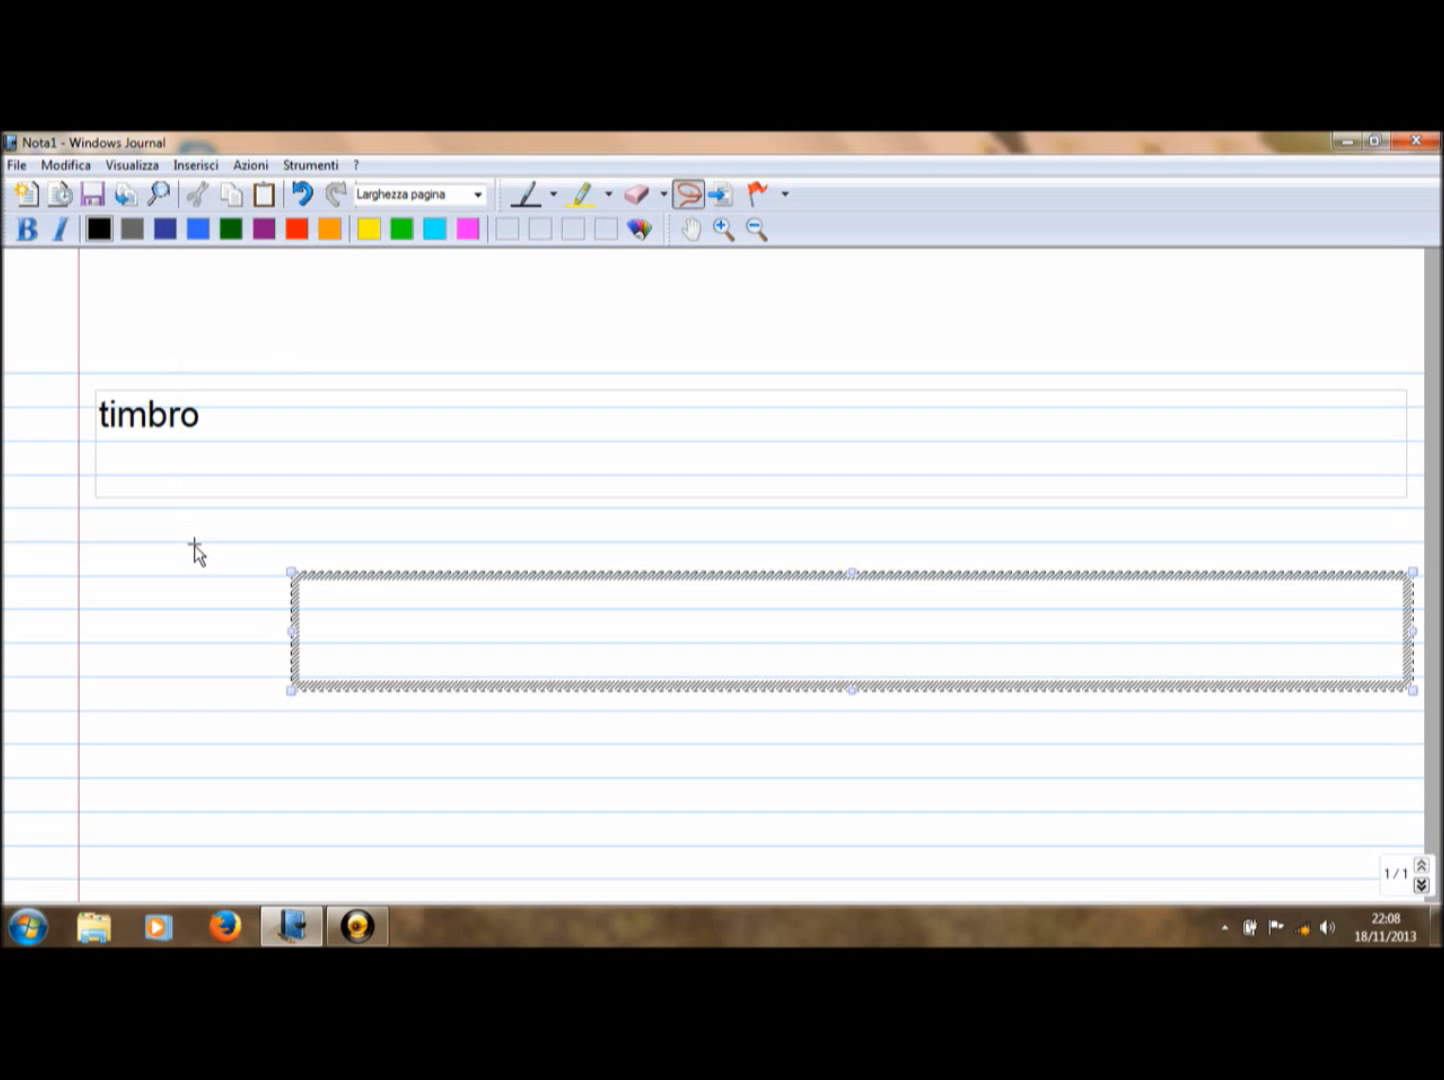 Nota1 - Windows Journal
File Modifica Visualizza Inserisci Azioni Strumenti ?
Larghezza pagina
B I
timbro
1 / 1
22:08
18/11/2013